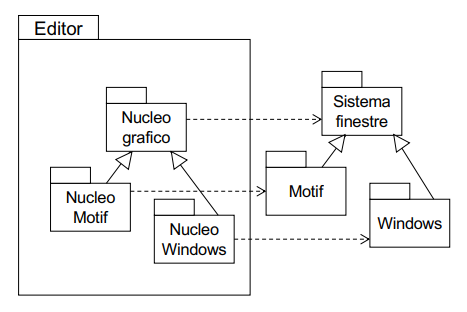 Editor
Nucleo
grafico
Sistema
finestre
Nucleo
Motif
Motif
Nucleo
Windows
Windows